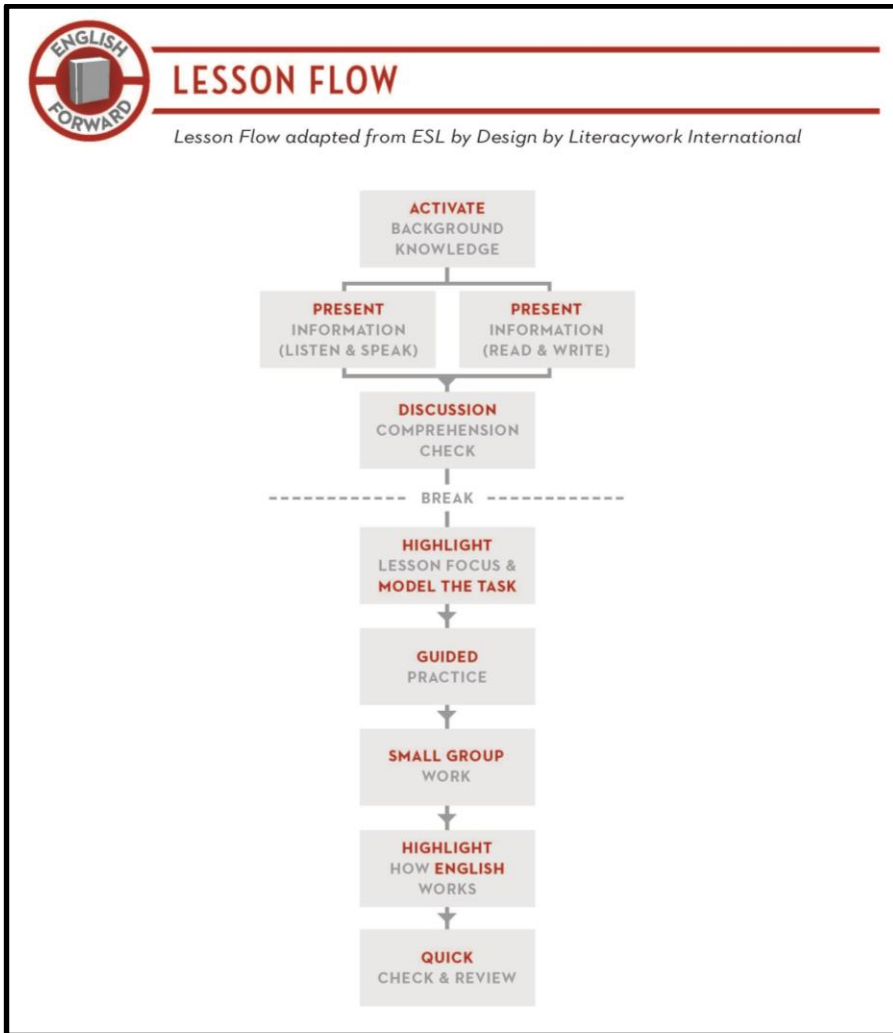 ENGLISH
FORWARD
LESSON FLOW
Lesson Flow adapted from ESL by Design by Literacywork International
ACTIVATE
BACKGROUND
KNOWLEDGE
PRESENT
INFORMATION
(LISTEN & SPEAK)
PRESENT
INFORMATION
(READ & WRITE)
DISCUSSION
COMPREHENSION
CHECK
BREAK
HIGHLIGHT
LESSON FOCUS &
MODEL THE TASK
GUIDED
PRACTICE
SMALL GROUP
WORK
HIGHLIGHT
HOW ENGLISH
WORKS
QUICK
CHECK & REVIEW